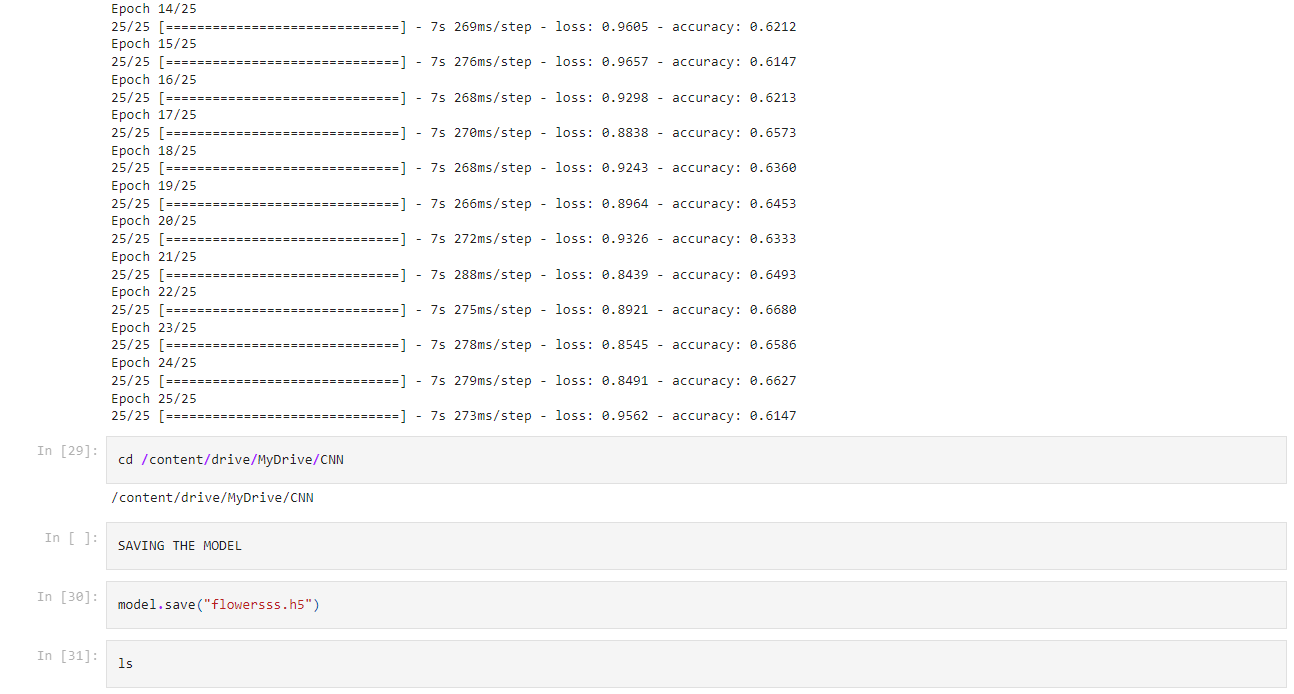 Epoch 14/25
25/25 [==============================] - 7s 269ms/step - loss: 0.9605 - accuracy: 0.6212
Epoch 15/25
25/25 [==============================] - 7s 276ms/step - loss: 0.9657 - accuracy: 0.6147
Epoch 16/25
25/25 [==============================] - 7s 268ms/step - loss: 0.9298 - accuracy: 0.6213
Epoch 17/25
25/25 [==============================] - 7s 270ms/step - loss: 0.8838 - accuracy: 0.6573
Epoch 18/25
25/25 [==============================] - 7s 268ms/step - loss: 0.9243 - accuracy: 0.6360
Epoch 19/25
25/25 [==============================] - 7s 266ms/step - loss: 0.8964 - accuracy: 0.6453
Epoch 20/25
25/25 [==============================] - 7s 272ms/step - loss: 0.9326 - accuracy: 0.6333
Epoch 21/25
25/25 [==============================] - 7s 288ms/step - loss: 0.8439 - accuracy: 0.6493
Epoch 22/25
25/25 [==============================] - 7s 275ms/step - loss: 0.8921 - accuracy: 0.6680
Epoch 23/25
25/25 [==============================] - 7s 278ms/step - loss: 0.8545 - accuracy: 0.6586
Epoch 24/25
25/25 [==============================] - 7s 279ms/step - loss: 0.8491 - accuracy: 0.6627
Epoch 25/25
25/25 [==============================] - 7s 273ms/step - loss: 0.9562 - accuracy: 0.6147
In [29]: cd /content/drive/MyDrive/CNN
/content/drive/MyDrive/CNN
In [ ]: SAVING THE MODEL
In [30]: model.save("flowersss.h5")
In [31]: ls